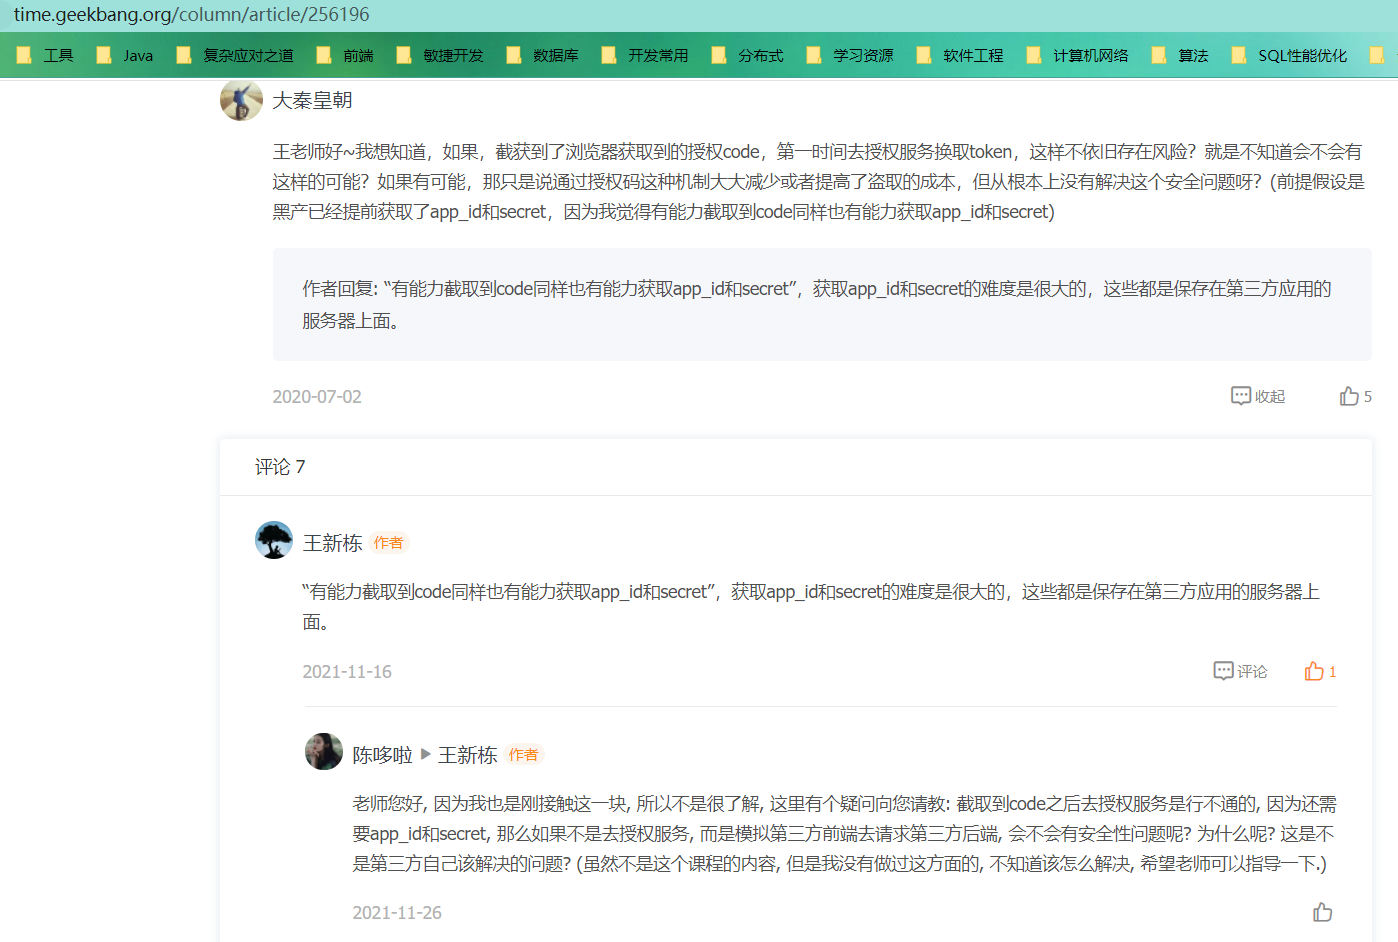 time.geekbang.org/column/article/256196
工具 Java 复杂应对之道 前端 敏捷开发 数据库 开发常用 分布式 学习资源 软件工程 计算机网络 算法 SQL性能优化
大秦皇朝
王老师好~我想知道，如果，截获到了浏览器获取到的授权code，第一时间去授权服务换取token，这样不依旧存在风险？就是不知道会不会有
这样的可能？如果有可能，那只是说通过授权码这种机制大大减少或者提高了盗取的成本，但从根本上没有解决这个安全问题呀？(前提假设是
黑产已经提前获取了app_id和secret，因为我觉得有能力截取到code同样也有能力获取app_id和secret)
作者回复: “有能力截取到code同样也有能力获取app_id和secret”，获取app_id和secret的难度是很大的，这些都是保存在第三方应用的
服务器上面。
2020-07-02 收起 5
评论 7
王新栋 作者
“有能力截取到code同样也有能力获取app_id和secret”，获取app_id和secret的难度是很大的，这些都是保存在第三方应用的服务器上
面。
2021-11-16 评论 1
陈哆啦 王新栋 作者
老师您好, 因为我也是刚接触这一块, 所以不是很了解, 这里有个疑问向您请教: 截取到code之后去授权服务是行不通的, 因为还需
要app_id和secret, 那么如果不是去授权服务, 而是模拟第三方前端去请求第三方后端, 会不会有安全性问题呢? 为什么呢? 这是不
是第三方自己该解决的问题? (虽然不是这个课程的内容, 但是我没有做过这方面的, 不知道该怎么解决, 希望老师可以指导一下.)
2021-11-26